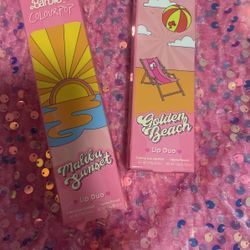 Barbie
COLOURPOP
Malibu
Sunset
Lip Duo
Golden
Beach
Lip Duo